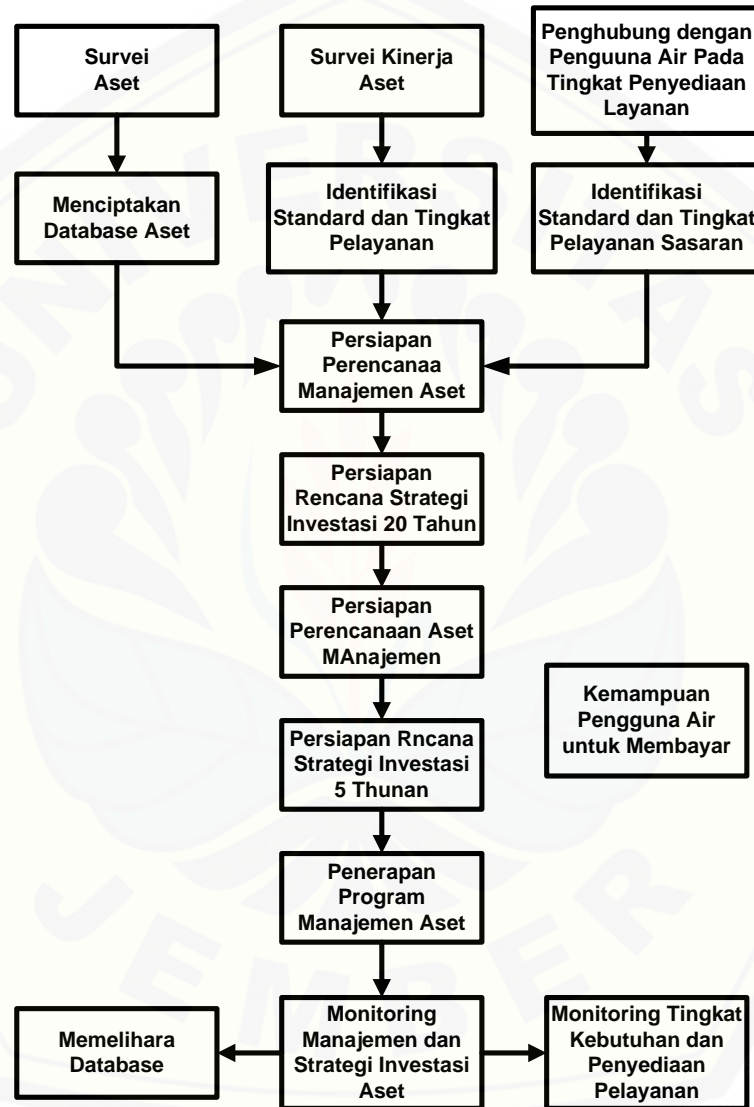 Survei
Aset
Survei Kinerja
Aset
Penghubung dengan
Penguuna Air Pada
Tingkat Penyediaan
Layanan
Menciptakan
Database Aset
Identifikasi
Standard dan Tingkat
Pelayanan
Identifikasi
Standard dan Tingkat
Pelayanan Sasaran
Persiapan
Perencanaa
Manajemen Aset
Persiapan
Rencana Strategi
Investasi 20 Tahun
Persiapan
Perencanaan Aset
MAnajemen
Kemampuan
Pengguna Air
untuk Membayar
Persiapan Rncana
Strategi Investasi
5 Thunan
Penerapan
Program
Manajemen Aset
Memelihara
Database
Monitoring
Manajemen dan
Strategi Investasi
Aset
Monitoring Tingkat
Kebutuhan dan
Penyediaan
Pelayanan
UNIVERSITAS
JEMBER